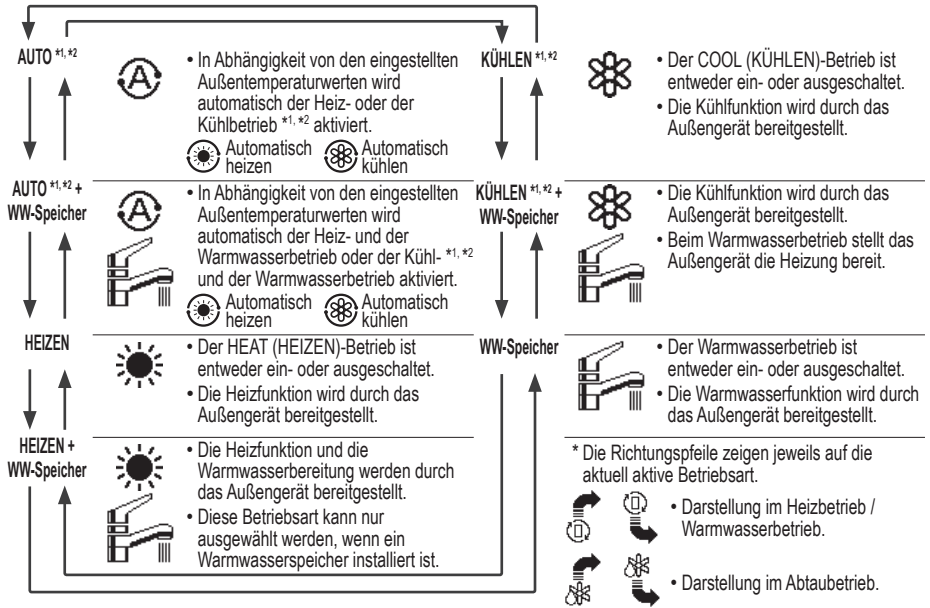 AUTO *1, *2
• In Abhängigkeit von den eingestellten
Außentemperaturwerten wird
automatisch der Heiz- oder der
Kühlbetrieb *1, *2 aktiviert.
Automatisch
heizen
Automatisch
kühlen
AUTO *1, *2 +
WW-Speicher
• In Abhängigkeit von den eingestellten
Außentemperaturwerten wird
automatisch der Heiz- und der
Warmwasserbetrieb oder der Kühl- *1, *2
und der Warmwasserbetrieb aktiviert.
Automatisch
heizen
Automatisch
kühlen
HEIZEN
• Der HEAT (HEIZEN)-Betrieb ist
entweder ein- oder ausgeschaltet.
• Die Heizfunktion wird durch das
Außengerät bereitgestellt.
HEIZEN +
WW-Speicher
• Die Heizfunktion und die
Warmwasserbereitung werden durch
das Außengerät bereitgestellt.
• Diese Betriebsart kann nur
ausgewählt werden, wenn ein
Warmwasserspeicher installiert ist.
KÜHLEN *1, *2
• Der COOL (KÜHLEN)-Betrieb ist
entweder ein- oder ausgeschaltet.
• Die Kühlfunktion wird durch das
Außengerät bereitgestellt.
KÜHLEN *1, *2 +
WW-Speicher
• Die Kühlfunktion wird durch das
Außengerät bereitgestellt.
• Beim Warmwasserbetrieb stellt das
Außengerät die Heizung bereit.
WW-Speicher
• Der Warmwasserbetrieb ist
entweder ein- oder ausgeschaltet.
• Die Warmwasserfunktion wird durch
das Außengerät bereitgestellt.
* Die Richtungspfeile zeigen jeweils auf die
aktuell aktive Betriebsart.
• Darstellung im Heizbetrieb /
Warmwasserbetrieb.
• Darstellung im Abtaubetrieb.